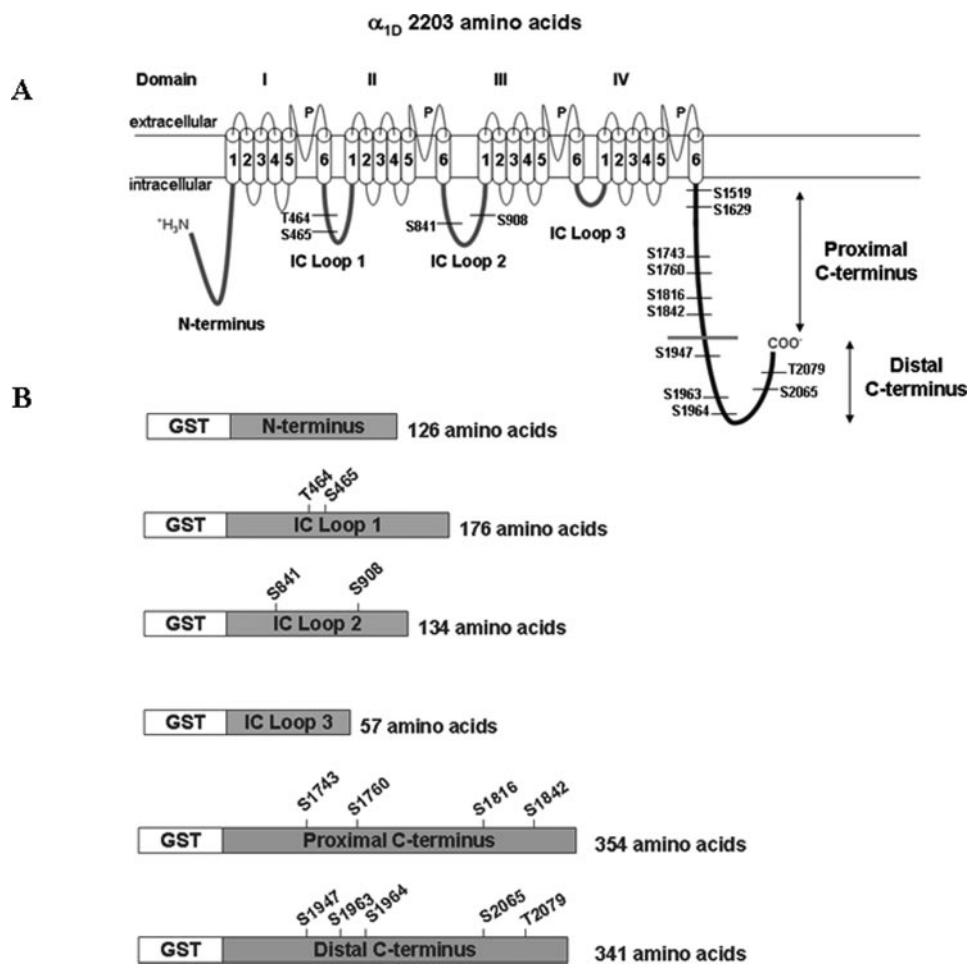 α1D 2203 amino acids
A
Domain I II III IV
extracellular
P P P P
1 2 3 4 5 6 1 2 3 4 5 6 1 2 3 4 5 6 1 2 3 4 5 6
intracellular
+H3N
N-terminus
T464
S465
IC Loop 1
S841
S908
IC Loop 2
IC Loop 3
S1519
S1629
S1743
S1760
S1816
S1842
Proximal
C-terminus
S1947
S1963
S1964
COO-
T2079
S2065
Distal
C-terminus
B
GST N-terminus 126 amino acids
T464 S465
GST IC Loop 1 176 amino acids
S841 S908
GST IC Loop 2 134 amino acids
GST IC Loop 3 57 amino acids
S1743 S1760 S1816 S1842
GST Proximal C-terminus 354 amino acids
S1947 S1963 S1964 S2065 T2079
GST Distal C-terminus 341 amino acids